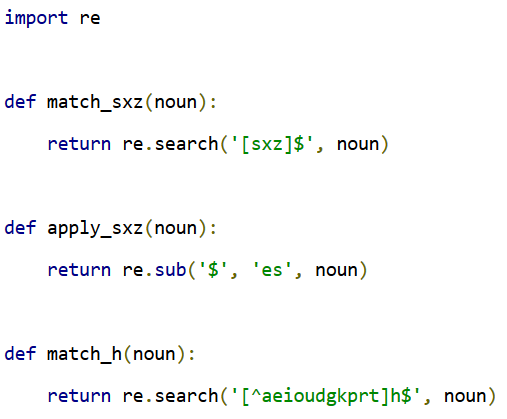 import re
def match_sxz(noun):
    return re.search('[sxz]$', noun)
def apply_sxz(noun):
    return re.sub('$', 'es', noun)
def match_h(noun):
    return re.search('[^aeioudgkprt]h$', noun)